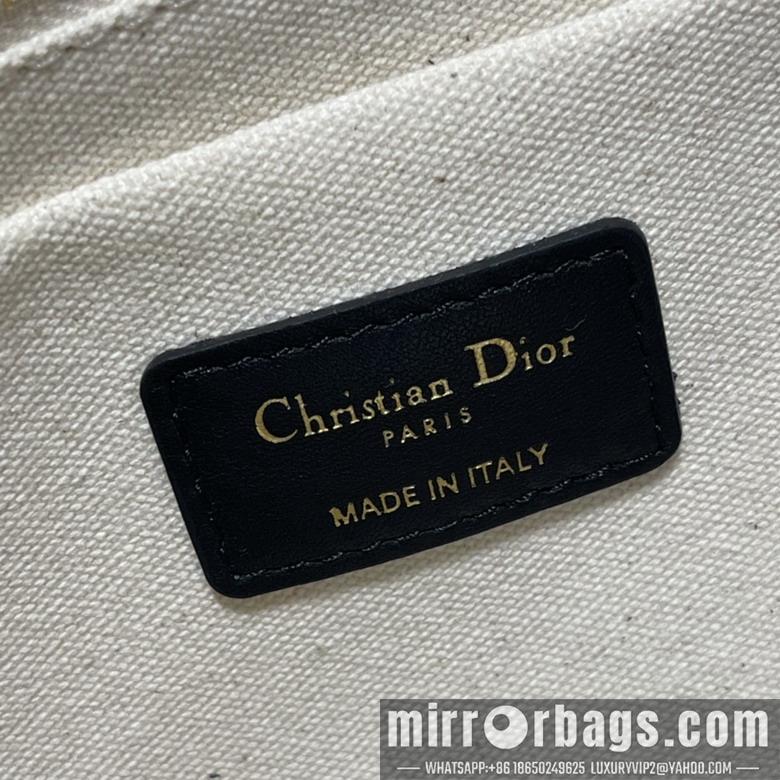 Christian Dior
PARIS
MADE IN ITALY
mirrorbags.com
WHATSAPP:+86 18650249625 LUXURYVIP2@YAHOO.COM